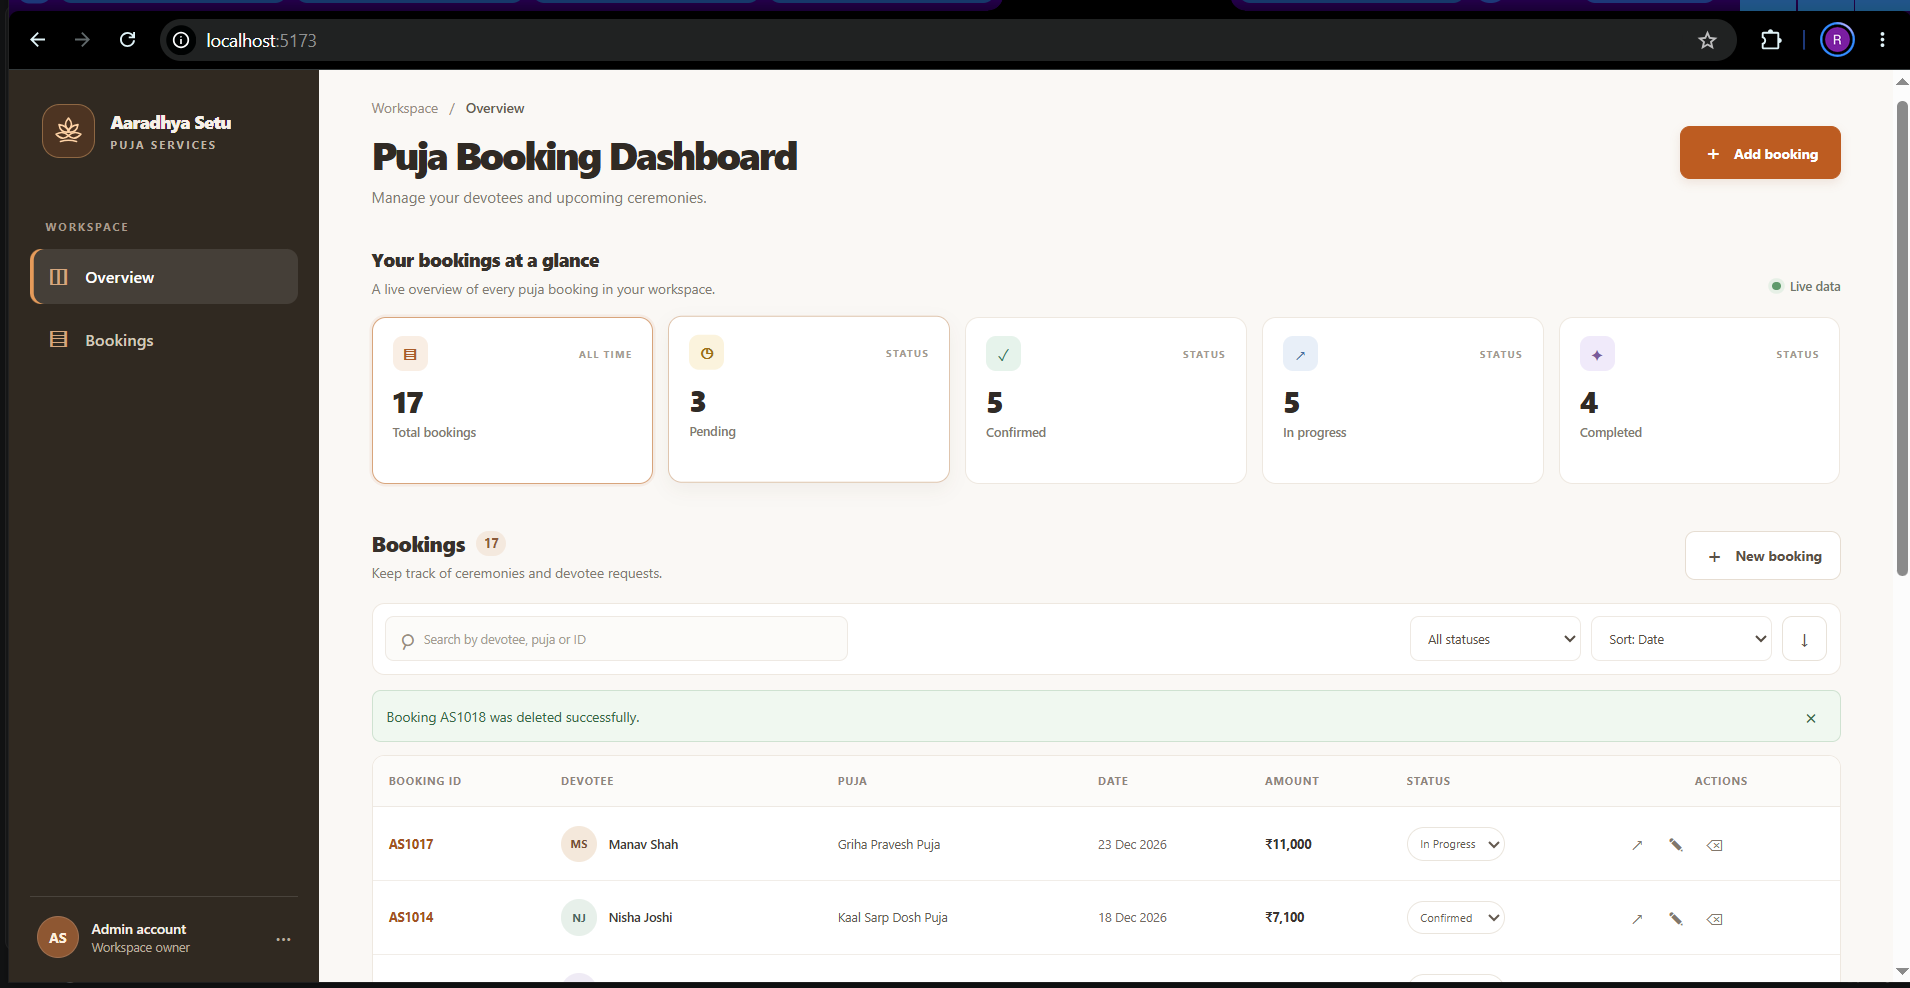 localhost:5173
R
Aaradhya Setu
PUJA SERVICES
WORKSPACE
Overview
Bookings
AS
Admin account
Workspace owner
...
Workspace / Overview
Puja Booking Dashboard
Manage your devotees and upcoming ceremonies.
+ Add booking
Your bookings at a glance
A live overview of every puja booking in your workspace.
Live data
ALL TIME
17
Total bookings
STATUS
3
Pending
STATUS
5
Confirmed
STATUS
5
In progress
STATUS
4
Completed
Bookings 17
Keep track of ceremonies and devotee requests.
+ New booking
Search by devotee, puja or ID
All statuses
Sort: Date
↓
Booking AS1018 was deleted successfully. ×
BOOKING ID DEVOTEE PUJA DATE AMOUNT STATUS ACTIONS
AS1017 MS Manav Shah Griha Pravesh Puja 23 Dec 2026 ₹11,000 In Progress
AS1014 NJ Nisha Joshi Kaal Sarp Dosh Puja 18 Dec 2026 ₹7,100 Confirmed